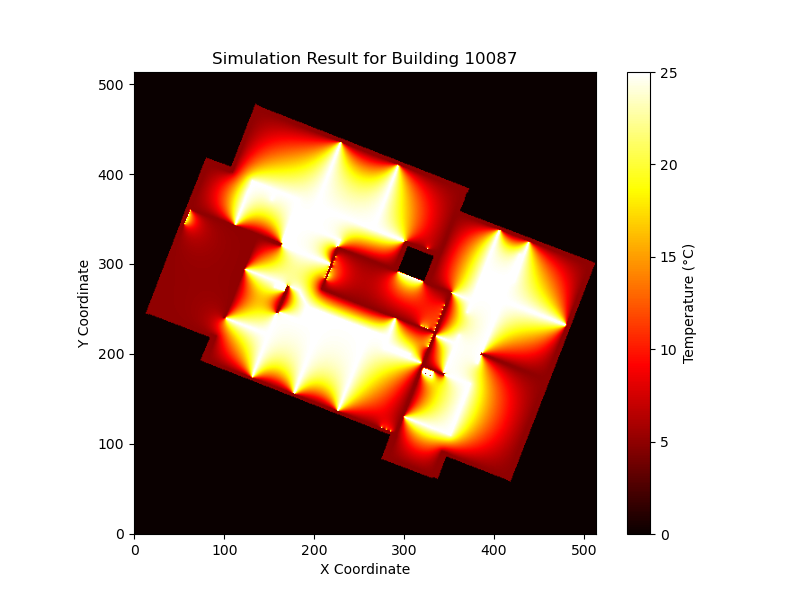 Simulation Result for Building 10087
500
400
300
200
100
0
0 100 200 300 400 500
X Coordinate
Y Coordinate
25
20
15
10
5
0
Temperature (°C)